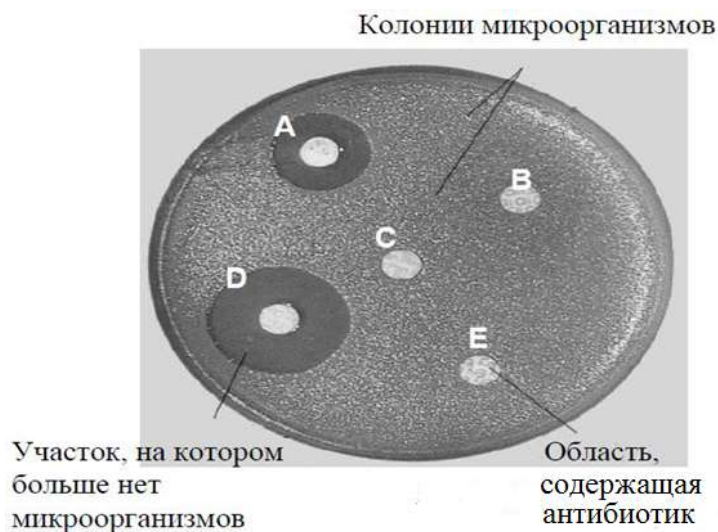 Колонии микроорганизмов
A
B
C
D
E
Участок, на котором
больше нет
микроорганизмов
Область,
содержащая
антибиотик